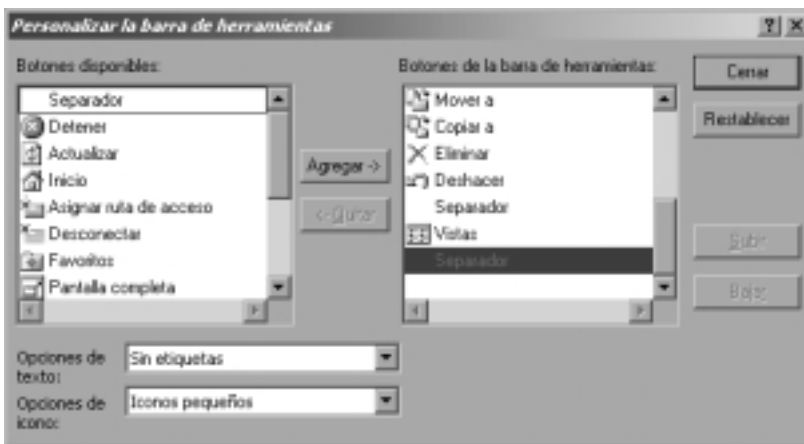 Personalizar la barra de herramientas
Botones disponibles:
Separador
Detener
Actualizar
Inicio
Asignar ruta de acceso
Desconectar
Favoritos
Pantalla completa
Agregar ->
<- Quitar
Botones de la barra de herramientas:
Mover a
Copiar a
Eliminar
Deshacer
Separador
Vistas
Separador
Cerrar
Restablecer
Subir
Bajar
Opciones de
texto:
Sin etiquetas
Opciones de
icono:
Iconos pequeños